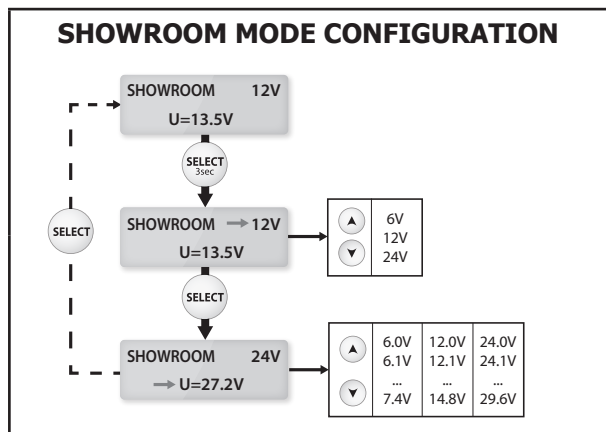 SHOWROOM MODE CONFIGURATION
SHOWROOM 12V
U=13.5V
SELECT
3sec
SHOWROOM → 12V
U=13.5V
6V
12V
24V
SELECT
SELECT
SHOWROOM 24V
→ U=27.2V
6.0V 12.0V 24.0V
6.1V 12.1V 24.1V
... ... ...
7.4V 14.8V 29.6V